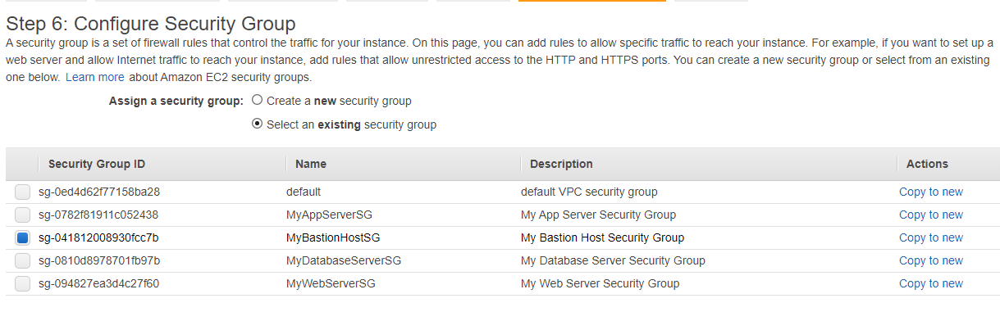 Step 6: Configure Security Group
A security group is a set of firewall rules that control the traffic for your instance. On this page, you can add rules to allow specific traffic to reach your instance. For example, if you want to set up a
web server and allow Internet traffic to reach your instance, add rules that allow unrestricted access to the HTTP and HTTPS ports. You can create a new security group or select from an existing
one below. Learn more about Amazon EC2 security groups.
Assign a security group: Create a new security group
Select an existing security group
Security Group ID Name Description Actions
sg-0ed4d62f77158ba28 default default VPC security group Copy to new
sg-0782f81911c052438 MyAppServerSG My App Server Security Group Copy to new
sg-041812008930fcc7b MyBastionHostSG My Bastion Host Security Group Copy to new
sg-0810d8978701fb97b MyDatabaseServerSG My Database Server Security Group Copy to new
sg-094827ea3d4c27f60 MyWebServerSG My Web Server Security Group Copy to new